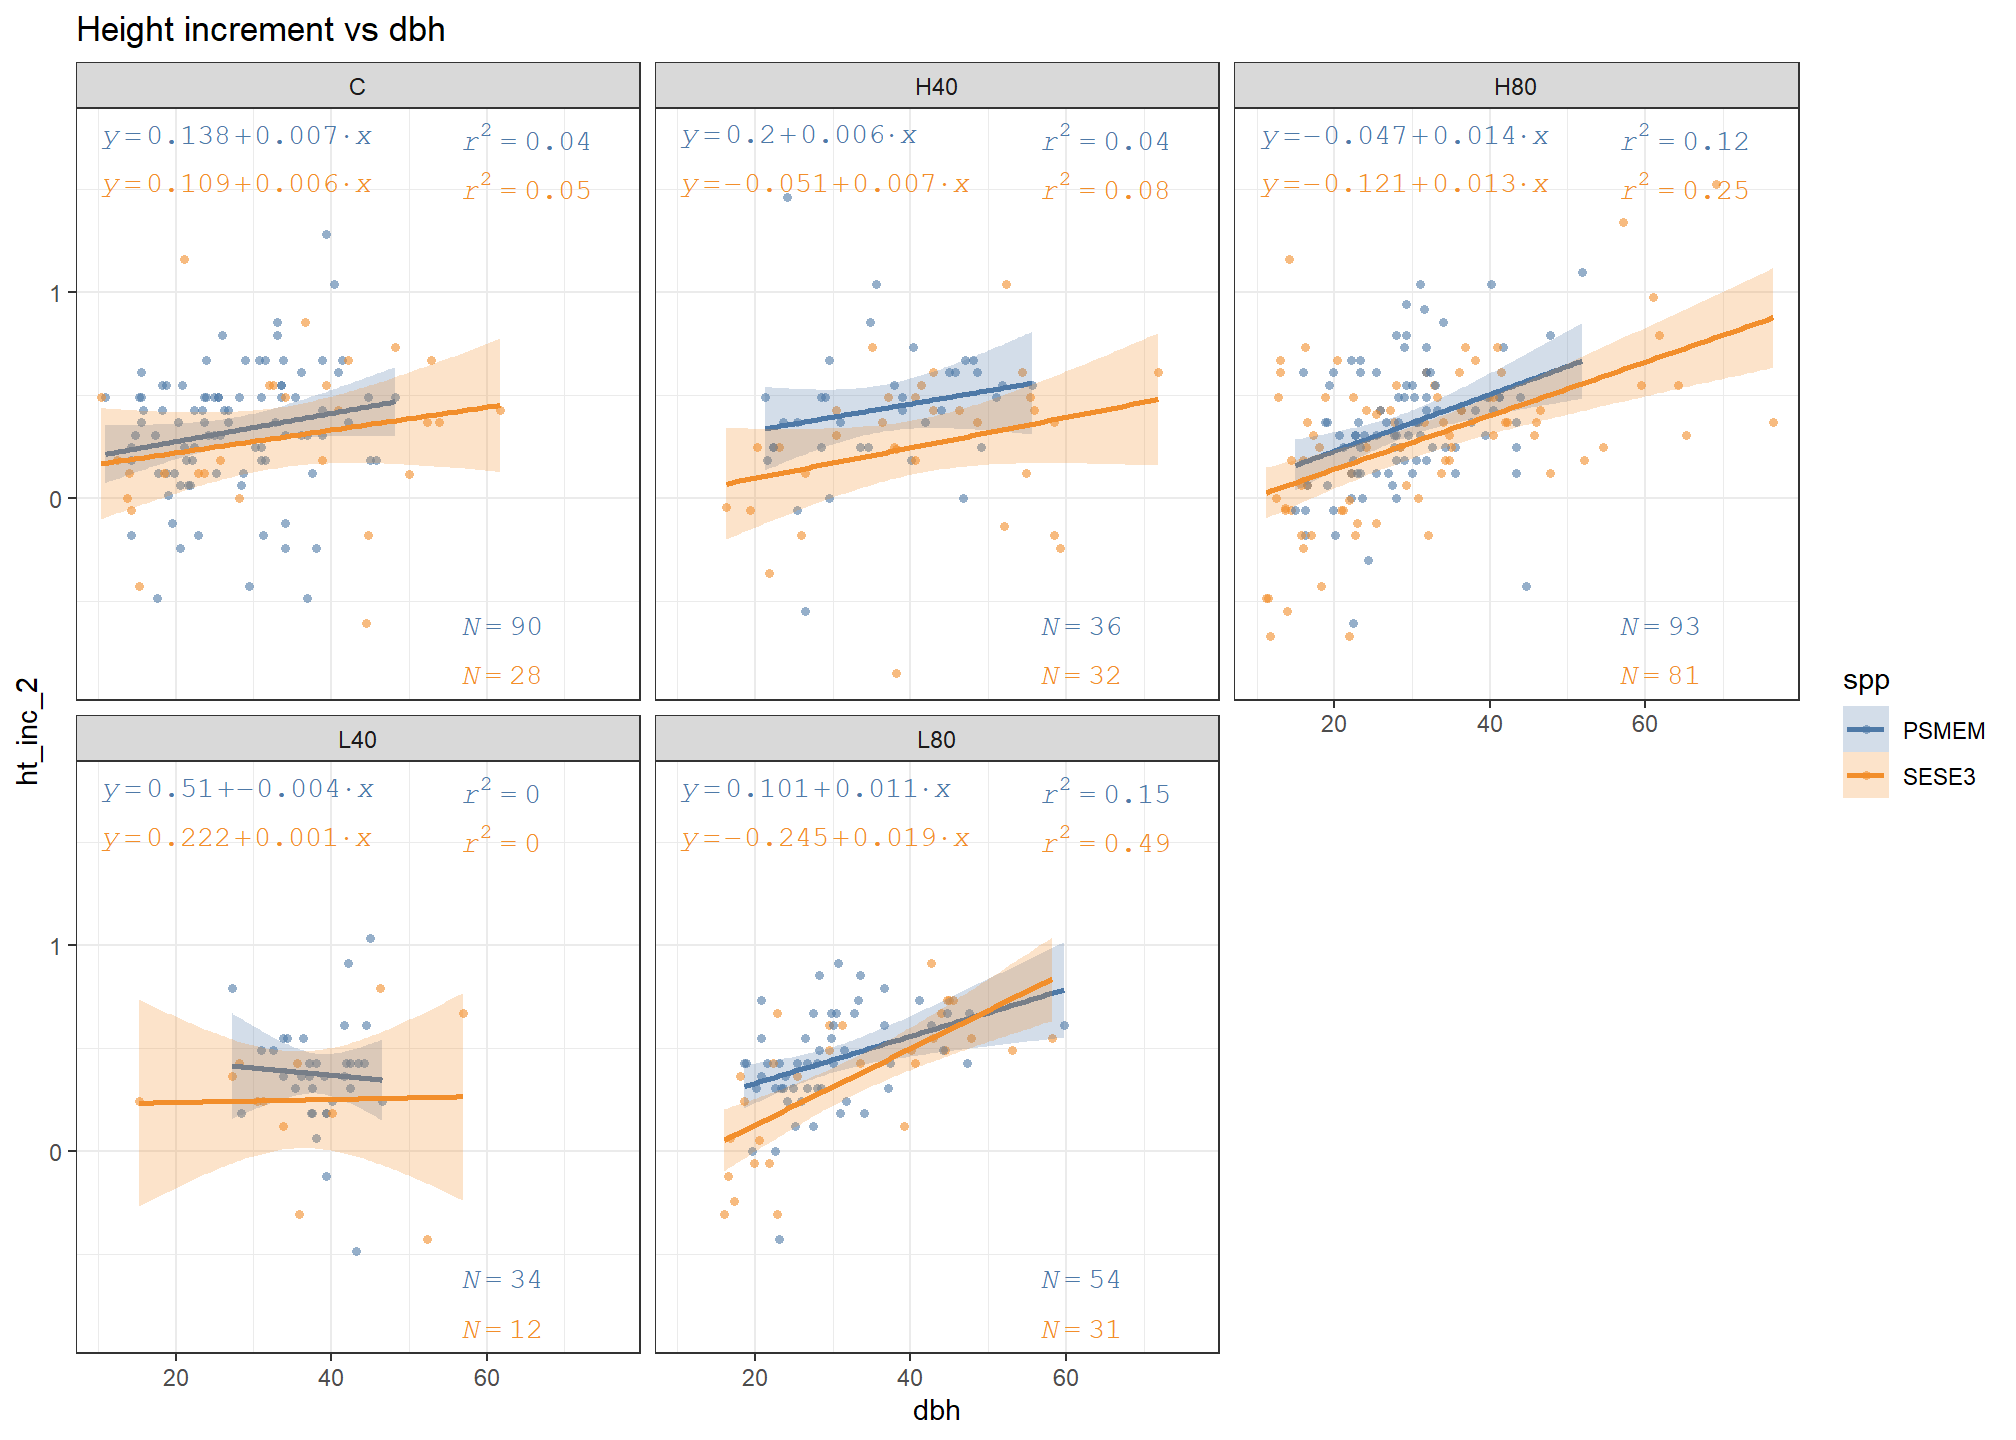 Height increment vs dbh
C
y=0.138+0.007·x r²=0.04
y=0.109+0.006·x r²=0.05
N=90
N=28
H40
y=0.2+0.006·x r²=0.04
y=−0.051+0.007·x r²=0.08
N=36
N=32
H80
y=−0.047+0.014·x r²=0.12
y=−0.121+0.013·x r²=0.25
N=93
N=81
1
0
20 40 60
L40
y=0.51+−0.004·x r²=0
y=0.222+0.001·x r²=0
N=34
N=12
L80
y=0.101+0.011·x r²=0.15
y=−0.245+0.019·x r²=0.49
N=54
N=31
1
0
20 40 60
20 40 60
dbh
ht_inc_2
spp
PSMEM
SESE3